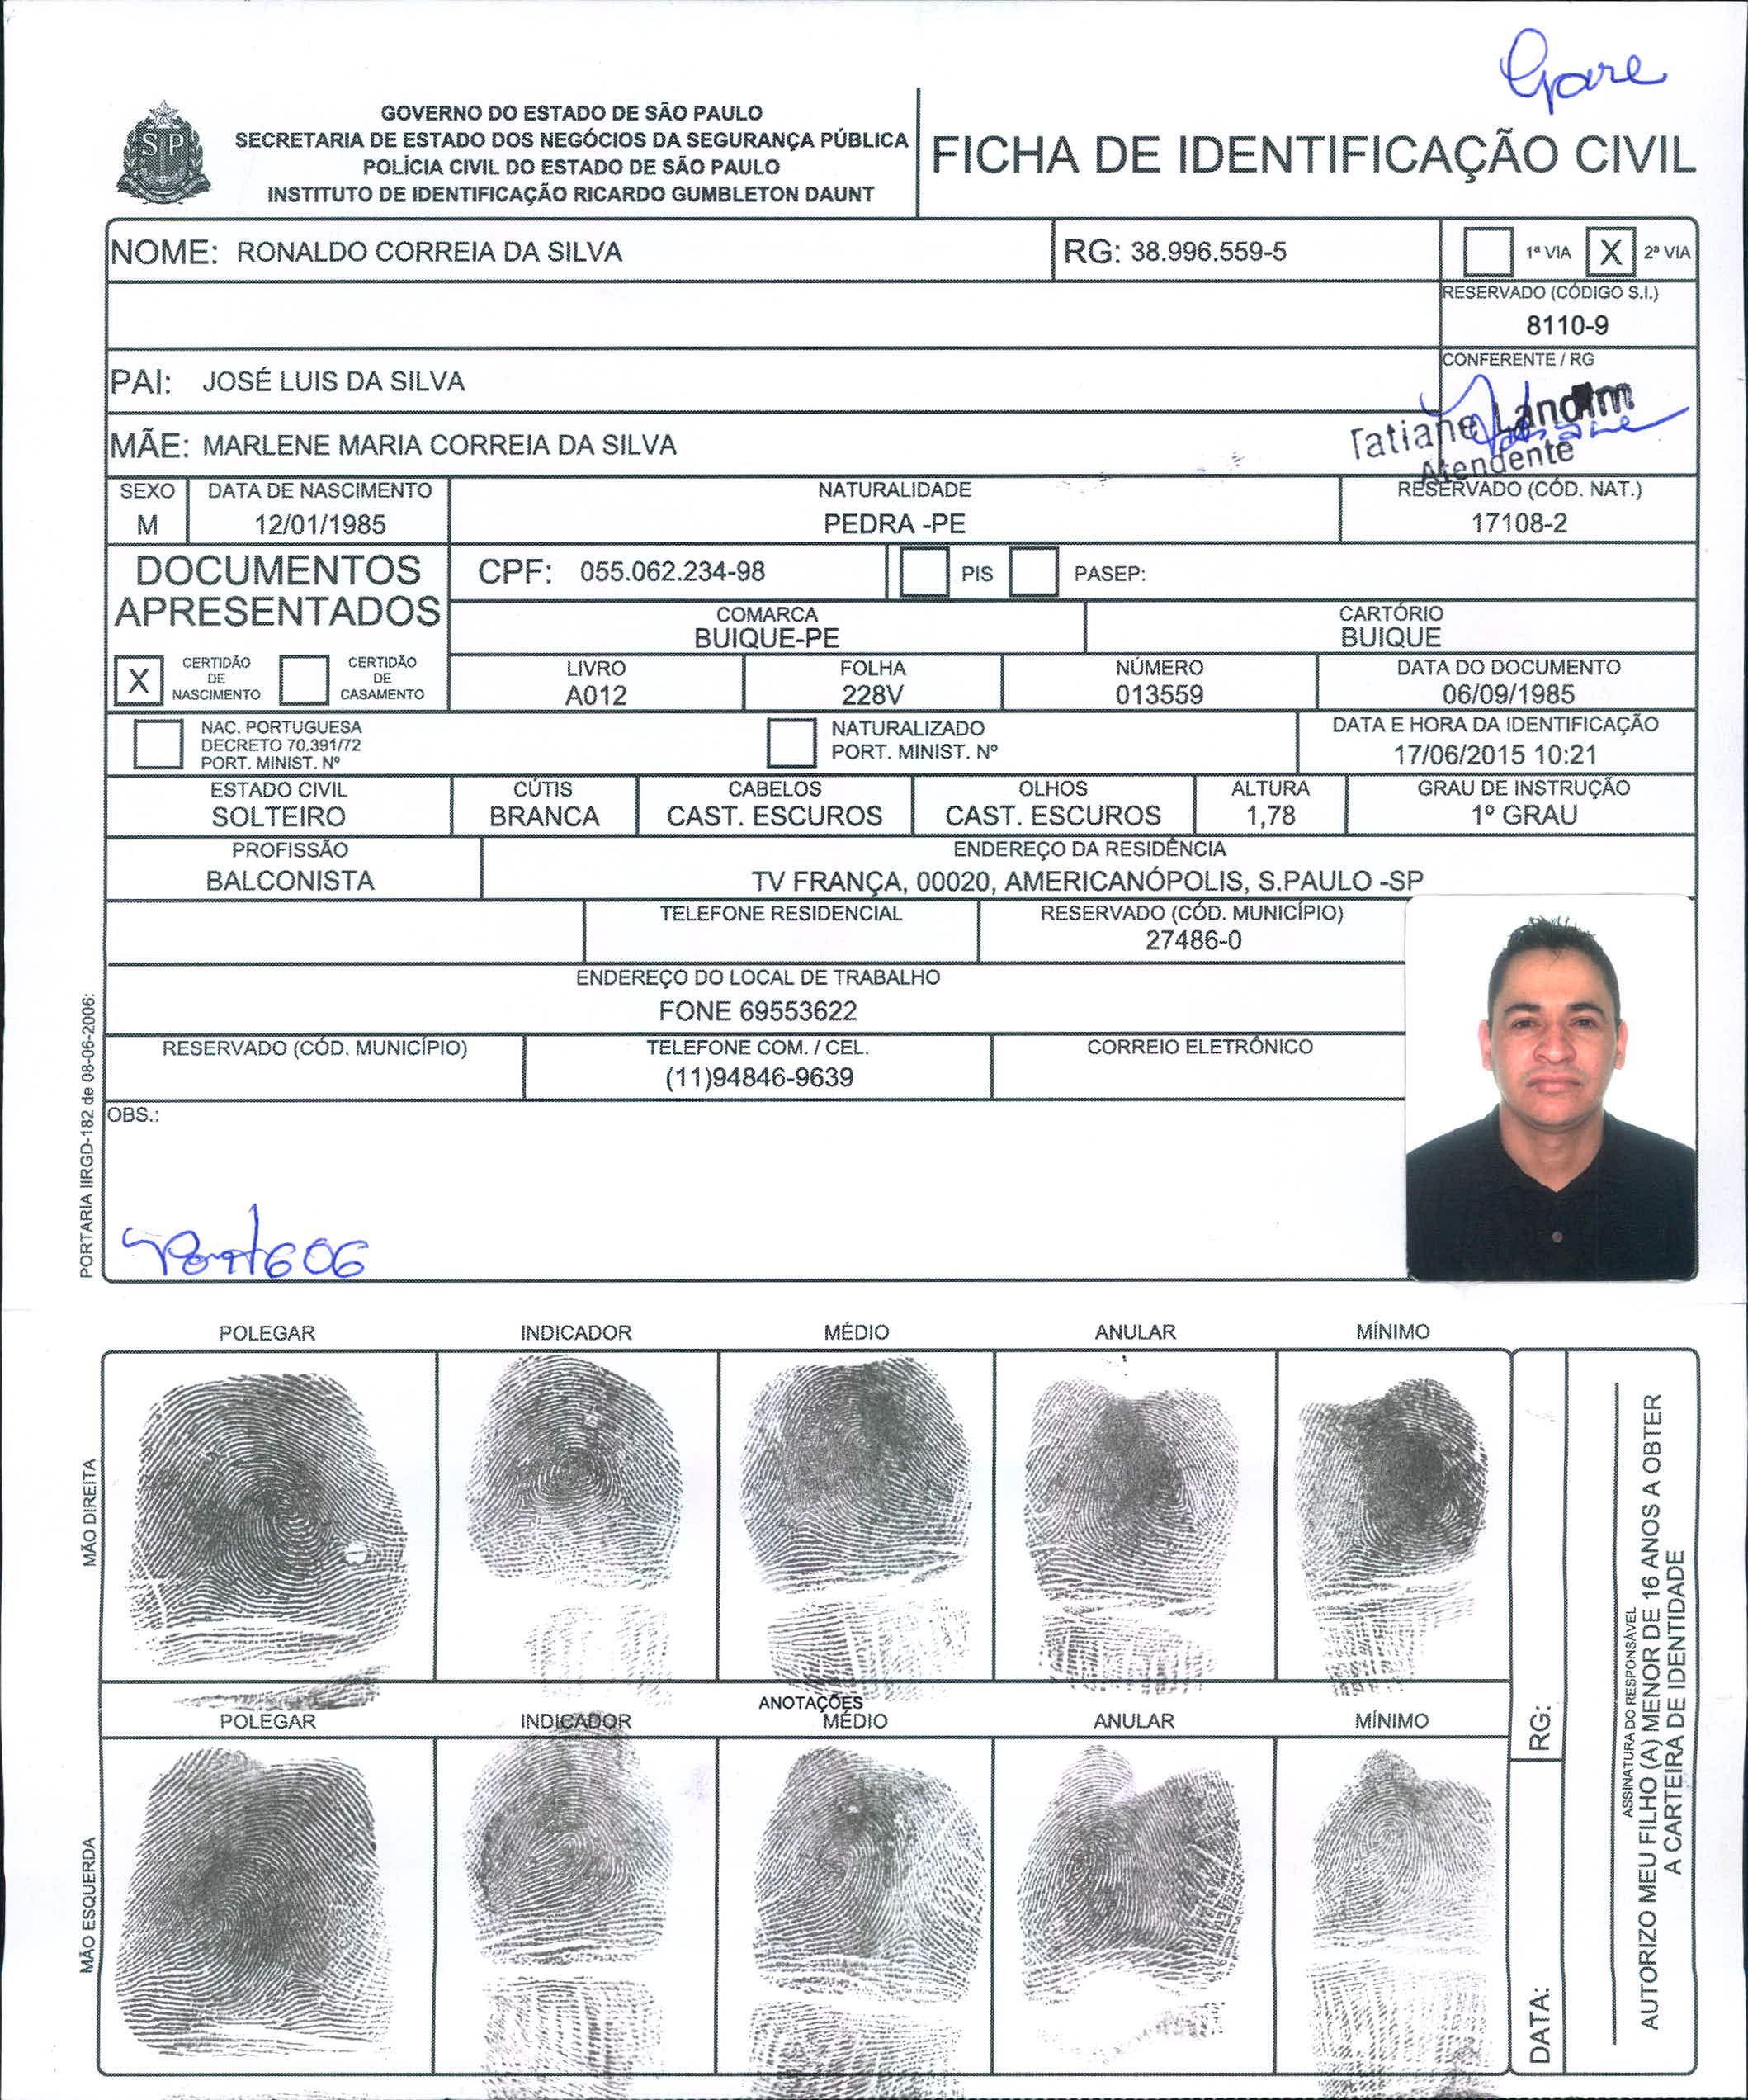 Gare
GOVERNO DO ESTADO DE SÃO PAULO
SECRETARIA DE ESTADO DOS NEGÓCIOS DA SEGURANÇA PÚBLICA
POLÍCIA CIVIL DO ESTADO DE SÃO PAULO
INSTITUTO DE IDENTIFICAÇÃO RICARDO GUMBLETON DAUNT
SP
FICHA DE IDENTIFICAÇÃO CIVIL
NOME: RONALDO CORREIA DA SILVA
RG: 38.996.559-5
1ª VIA X 2ª VIA
RESERVADO (CÓDIGO S.I.)
8110-9
PAI: JOSÉ LUIS DA SILVA
CONFERENTE / RG
Tatiane Landim
Atendente
MÃE: MARLENE MARIA CORREIA DA SILVA
SEXO DATA DE NASCIMENTO NATURALIDADE RESERVADO (CÓD. NAT.)
M 12/01/1985 PEDRA -PE 17108-2
DOCUMENTOS
APRESENTADOS
CPF: 055.062.234-98 PIS PASEP:
COMARCA CARTÓRIO
BUIQUE-PE BUIQUE
X CERTIDÃO
DE
NASCIMENTO
CERTIDÃO
DE
CASAMENTO
LIVRO FOLHA NÚMERO DATA DO DOCUMENTO
A012 228V 013559 06/09/1985
NAC. PORTUGUESA
DECRETO 70.391/72
PORT. MINIST. Nº
NATURALIZADO
PORT. MINIST. Nº
DATA E HORA DA IDENTIFICAÇÃO
17/06/2015 10:21
ESTADO CIVIL CÚTIS CABELOS OLHOS ALTURA GRAU DE INSTRUÇÃO
SOLTEIRO BRANCA CAST. ESCUROS CAST. ESCUROS 1,78 1º GRAU
PROFISSÃO ENDEREÇO DA RESIDÊNCIA
BALCONISTA TV FRANÇA, 00020, AMERICANÓPOLIS, S.PAULO -SP
TELEFONE RESIDENCIAL RESERVADO (CÓD. MUNICÍPIO)
27486-0
ENDEREÇO DO LOCAL DE TRABALHO
FONE 69553622
RESERVADO (CÓD. MUNICÍPIO) TELEFONE COM. / CEL. CORREIO ELETRÔNICO
(11)94846-9639
OBS.:
PORTARIA IIRGD-182 de 08-06-2006:
POLEGAR INDICADOR MÉDIO ANULAR MÍNIMO
MÃO DIREITA
ANOTAÇÕES
POLEGAR INDICADOR MÉDIO ANULAR MÍNIMO
MÃO ESQUERDA
RG:
DATA:
ASSINATURA DO RESPONSÁVEL
AUTORIZO MEU FILHO (A) MENOR DE 16 ANOS A OBTER
A CARTEIRA DE IDENTIDADE